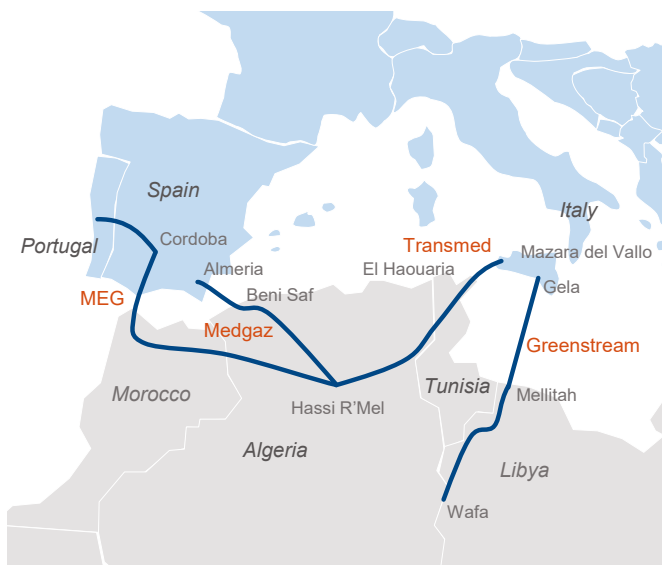 Spain
Italy
Portugal
Cordoba
Transmed
Mazara del Vallo
Almeria
El Haouaria
Gela
MEG
Beni Saf
Medgaz
Greenstream
Morocco
Tunisia
Mellitah
Hassi R'Mel
Algeria
Libya
Wafa